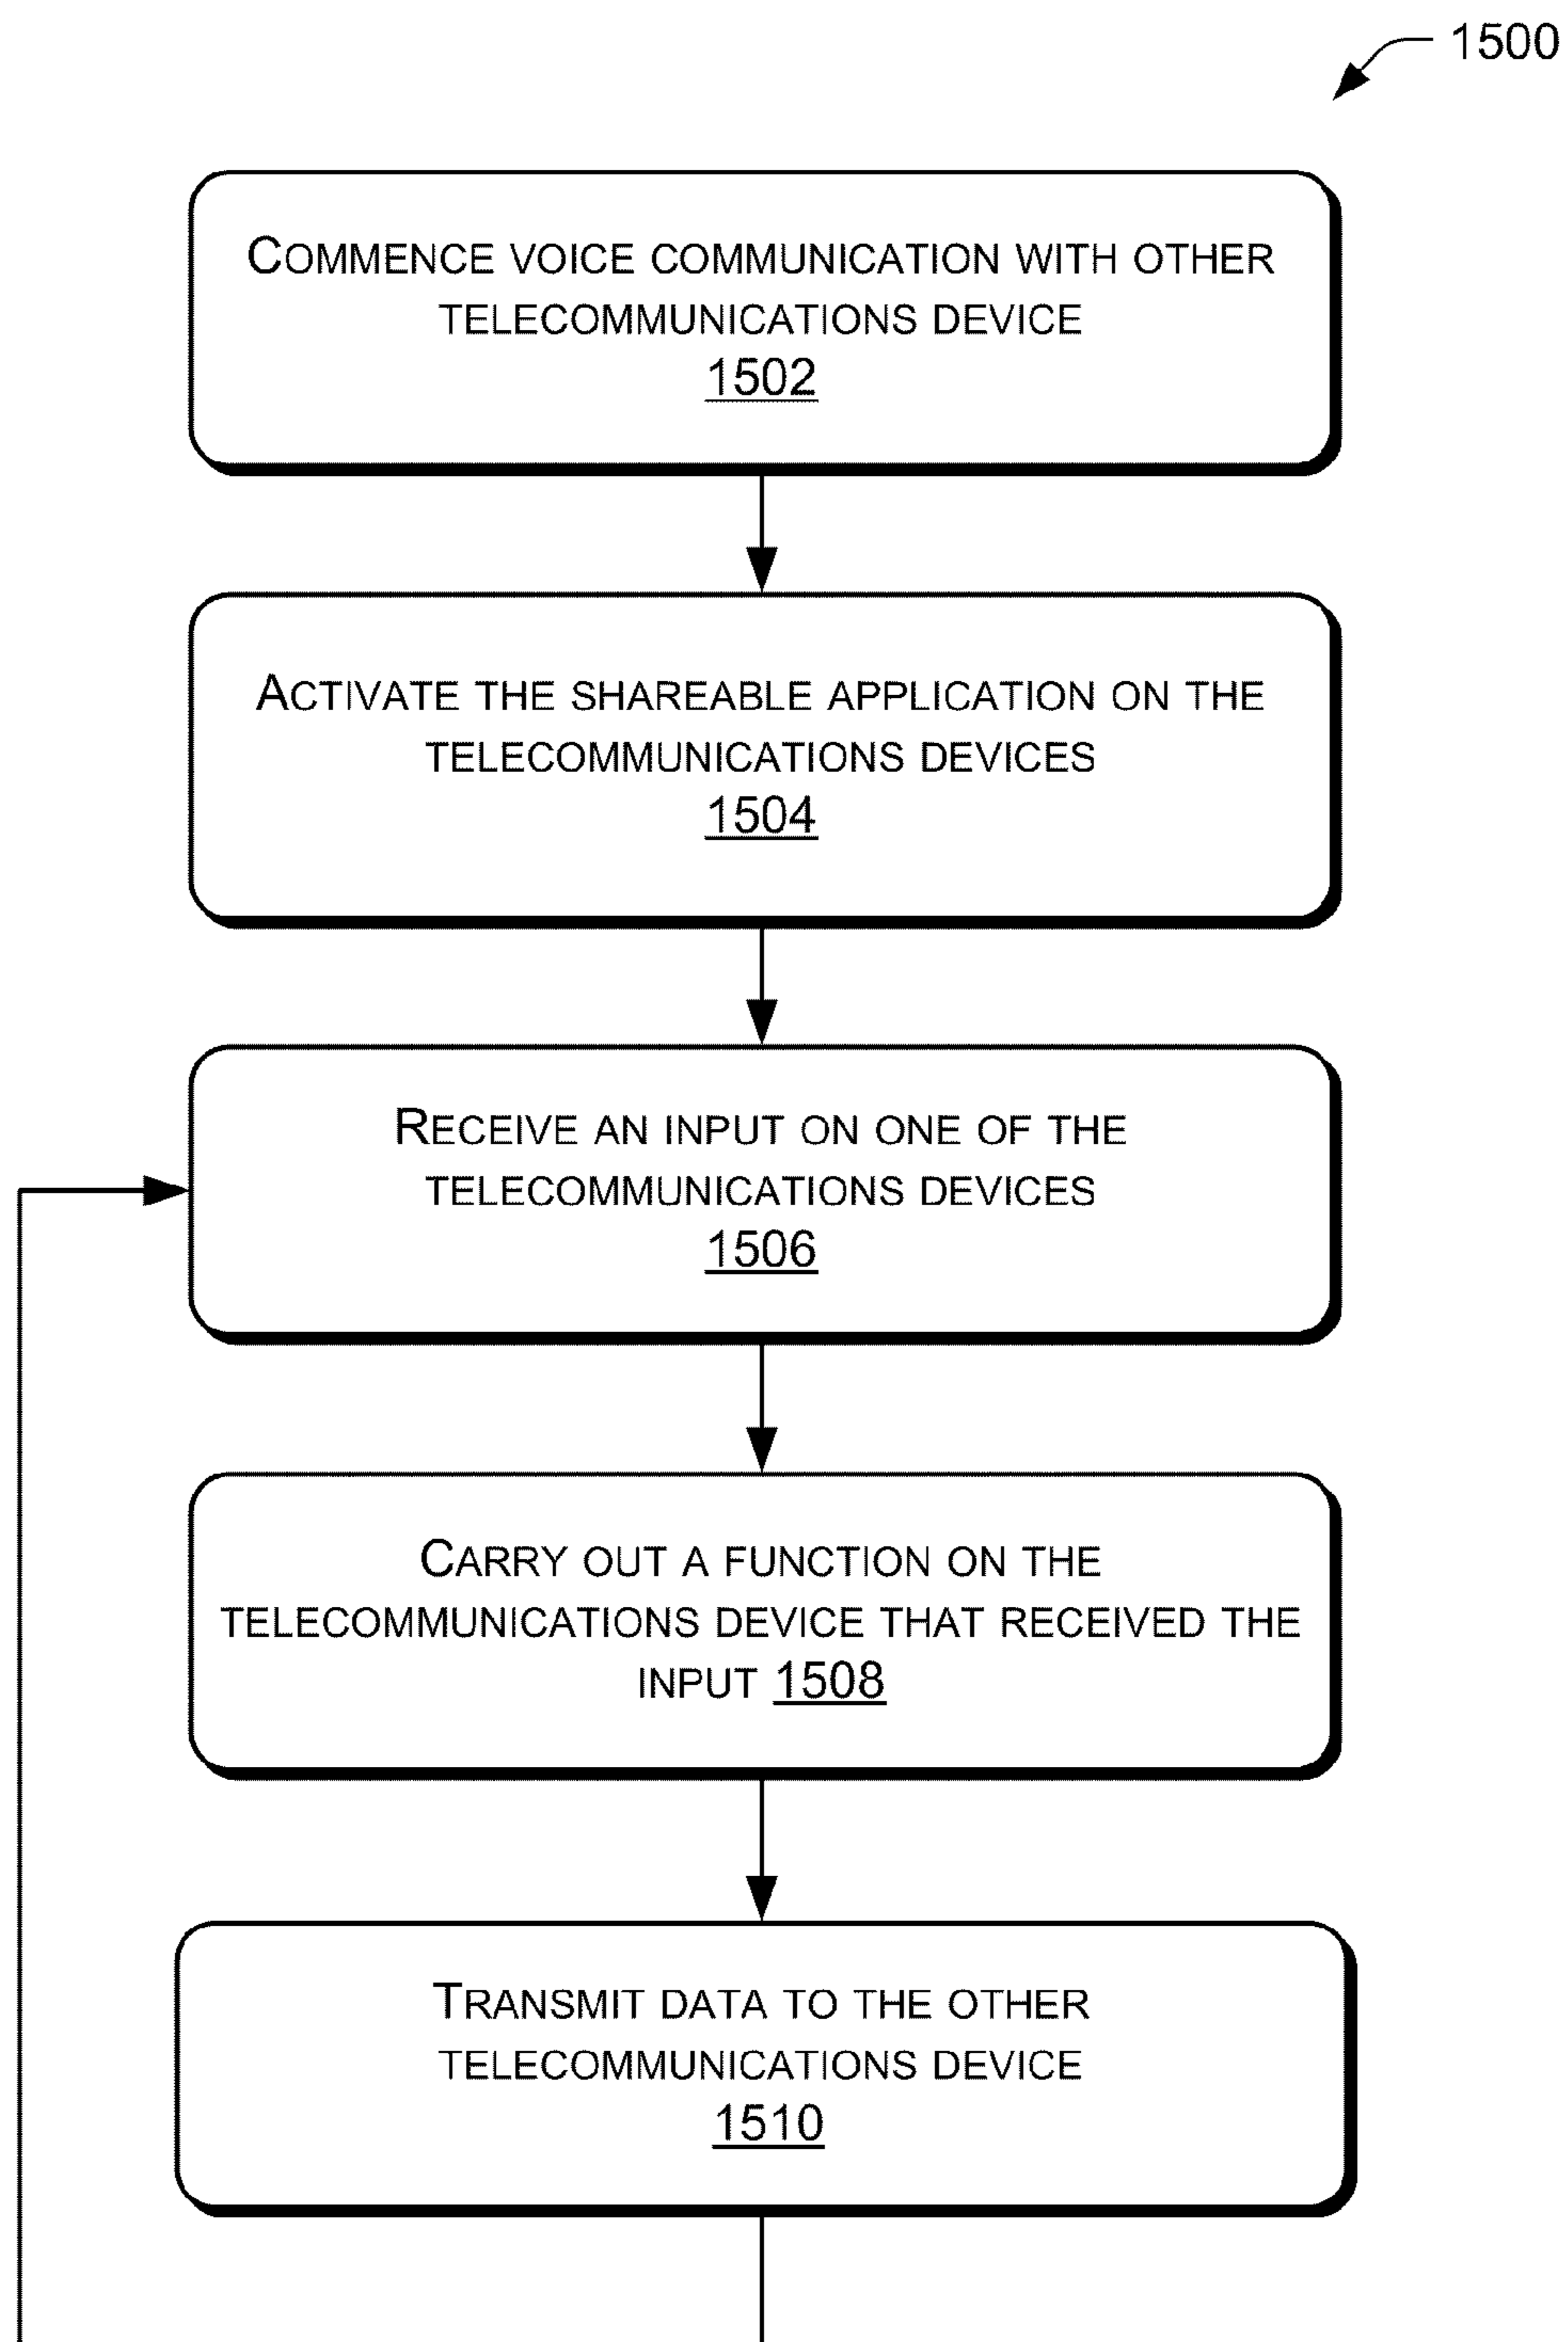 1500
COMMENCE VOICE COMMUNICATION WITH OTHER
TELECOMMUNICATIONS DEVICE
1502
ACTIVATE THE SHAREABLE APPLICATION ON THE
TELECOMMUNICATIONS DEVICES
1504
RECEIVE AN INPUT ON ONE OF THE
TELECOMMUNICATIONS DEVICES
1506
CARRY OUT A FUNCTION ON THE
TELECOMMUNICATIONS DEVICE THAT RECEIVED THE
INPUT 1508
TRANSMIT DATA TO THE OTHER
TELECOMMUNICATIONS DEVICE
1510